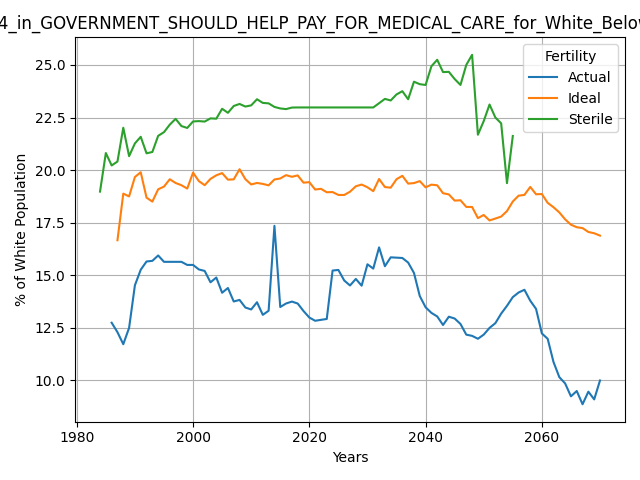 4_in_GOVERNMENT_SHOULD_HELP_PAY_FOR_MEDICAL_CARE_for_White_Below
Fertility
Actual
Ideal
Sterile
% of White Population
25.0
22.5
20.0
17.5
15.0
12.5
10.0
1980
2000
2020
2040
2060
Years